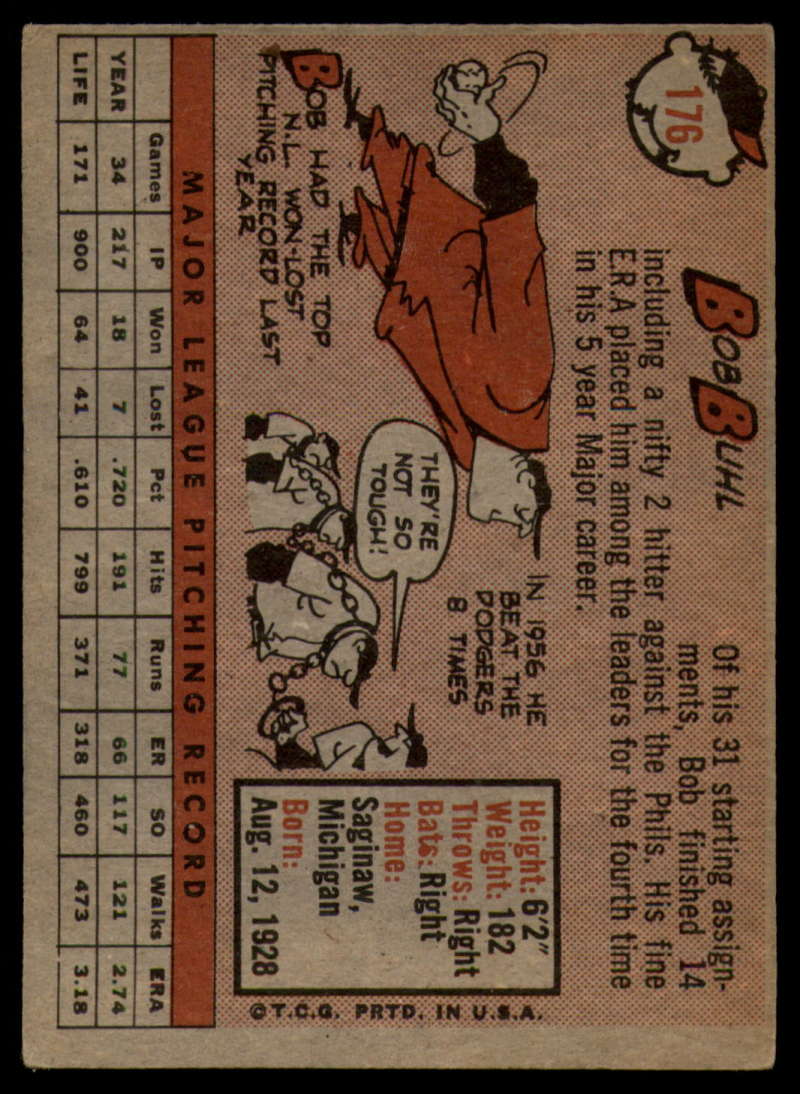 176
BOB BUHL
Of his 31 starting assign-
ments, Bob finished 14
including a nifty 2 hitter against the Phils. His fine
E.R.A placed him among the leaders for the fourth time
in his 5 year Major career.
BOB HAD THE TOP
N.L. WON-LOST
PITCHING RECORD LAST
YEAR
IN 1956 HE
BEAT THE
DODGERS
8 TIMES
THEY'RE
NOT SO
TOUGH!
Height: 6'2"
Weight: 182
Throws: Right
Bats: Right
Home:
Saginaw,
Michigan
Born:
Aug. 12, 1928
©T.C.G. PRTD. IN U.S.A.
MAJOR LEAGUE PITCHING RECORD
Games IP Won Lost Pct Hits Runs ER SO Walks ERA
YEAR 34 217 18 7 .720 191 77 66 117 121 2.74
LIFE 171 900 64 41 .610 799 371 318 460 473 3.18